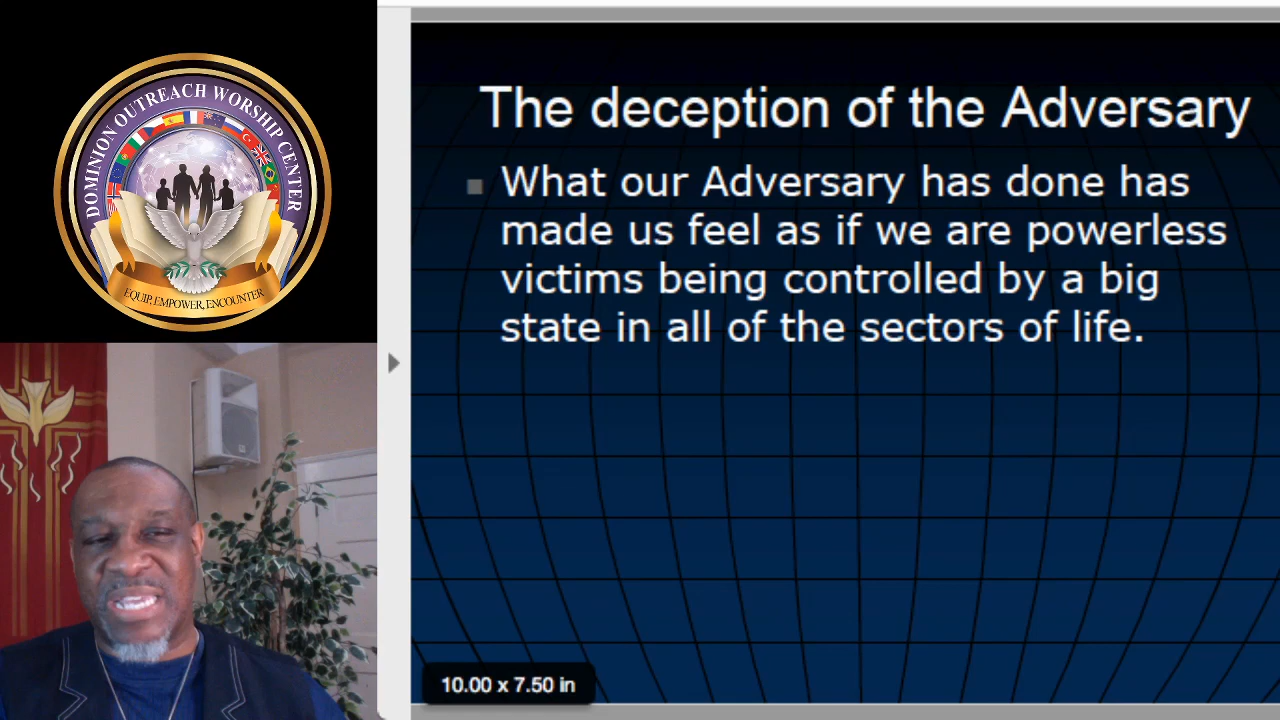 DOMINION OUTREACH WORSHIP CENTER
EQUIP, EMPOWER, ENCOUNTER
The deception of the Adversary
What our Adversary has done has
made us feel as if we are powerless
victims being controlled by a big
state in all of the sectors of life.
10.00 x 7.50 in